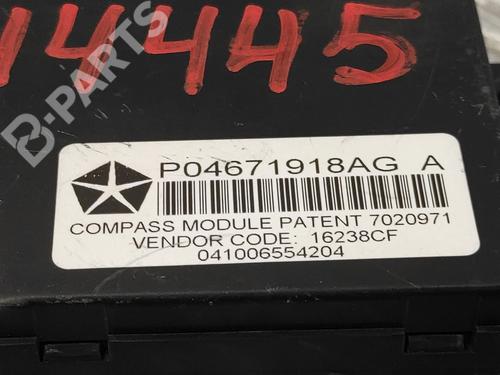 14445
B-PARTS
P04671918AG A
COMPASS MODULE PATENT 7020971
VENDOR CODE: 16238CF
041006554204